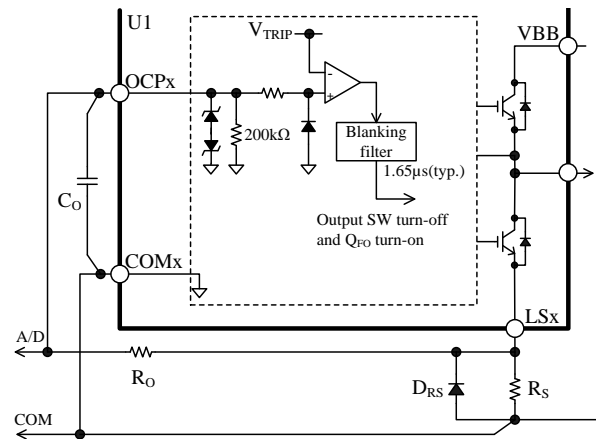 U1
VTRIP
VBB
OCPx
-
+
200kΩ
Blanking
filter
1.65µs(typ.)
CO
Output SW turn-off
and QFO turn-on
COMx
LSx
A/D
RO
DRS
RS
COM